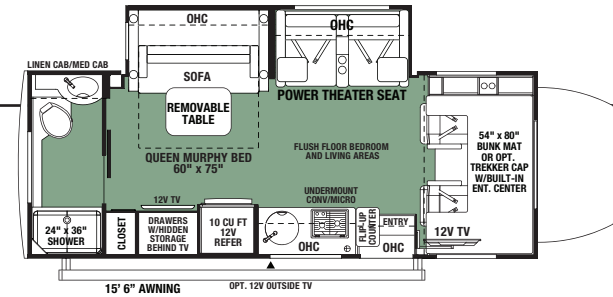 OHC
OHC
LINEN CAB/MED CAB
SOFA
POWER THEATER SEAT
REMOVABLE
TABLE
54" x 80"
BUNK MAT
OR OPT.
TREKKER CAP
W/BUILT-IN
ENT. CENTER
QUEEN MURPHY BED
60" x 75"
FLUSH FLOOR BEDROOM
AND LIVING AREAS
UNDERMOUNT
CONV/MICRO
12V TV
24" x 36"
SHOWER
CLOSET
DRAWERS
W/HIDDEN
STORAGE
BEHIND TV
10 CU FT
12V
REFER
OHC
FLIP-UP
COUNTER
ENTRY
OHC
12V TV
15' 6" AWNING
OPT. 12V OUTSIDE TV